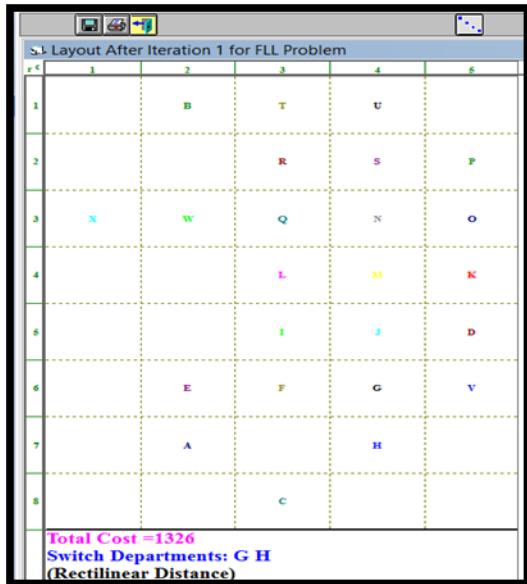 Layout After Iteration 1 for FLL Problem
r c 1 2 3 4 5
1 B T U
2 R S P
3 X W Q N O
4 L M K
5 I J D
6 E F G V
7 A H
8 C
Total Cost =1326
Switch Departments: G H
(Rectilinear Distance)